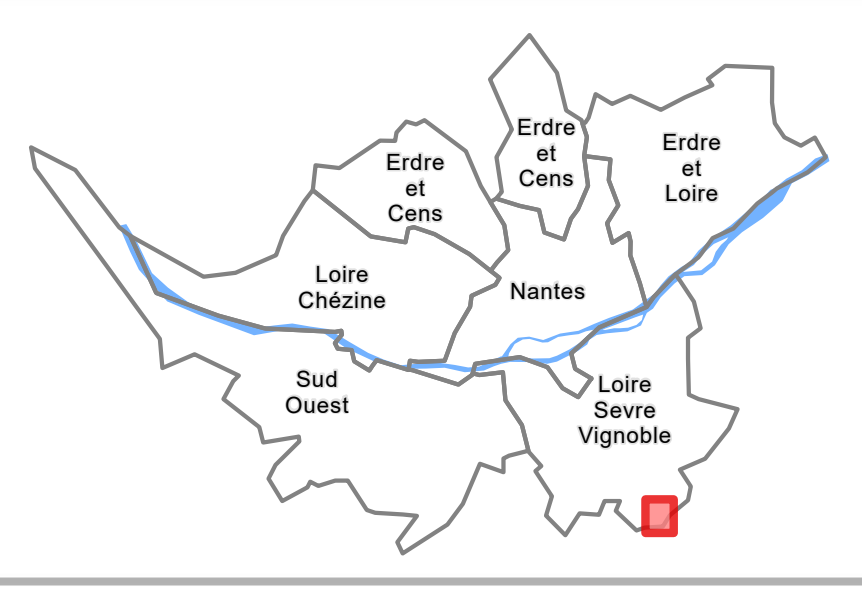 Erdre
et
Cens
Erdre
et
Cens
Erdre
et
Loire
Loire
Chézine
Nantes
Sud
Ouest
Loire
Sevre
Vignoble